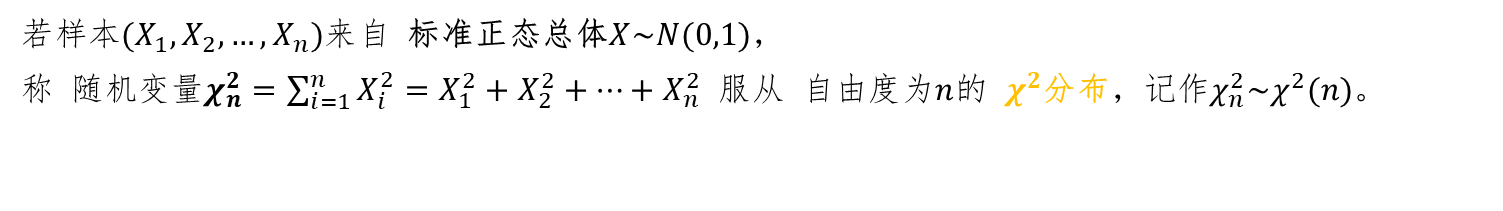 若样本(X₁,X₂,…,Xₙ)来自 标准正态总体X~N(0,1)，
称 随机变量χₙ² = ∑ᵢ₌₁ⁿ Xᵢ² = X₁² + X₂² + ⋯ + Xₙ² 服从 自由度为n的 χ²分布，记作χₙ²~χ²(n)。